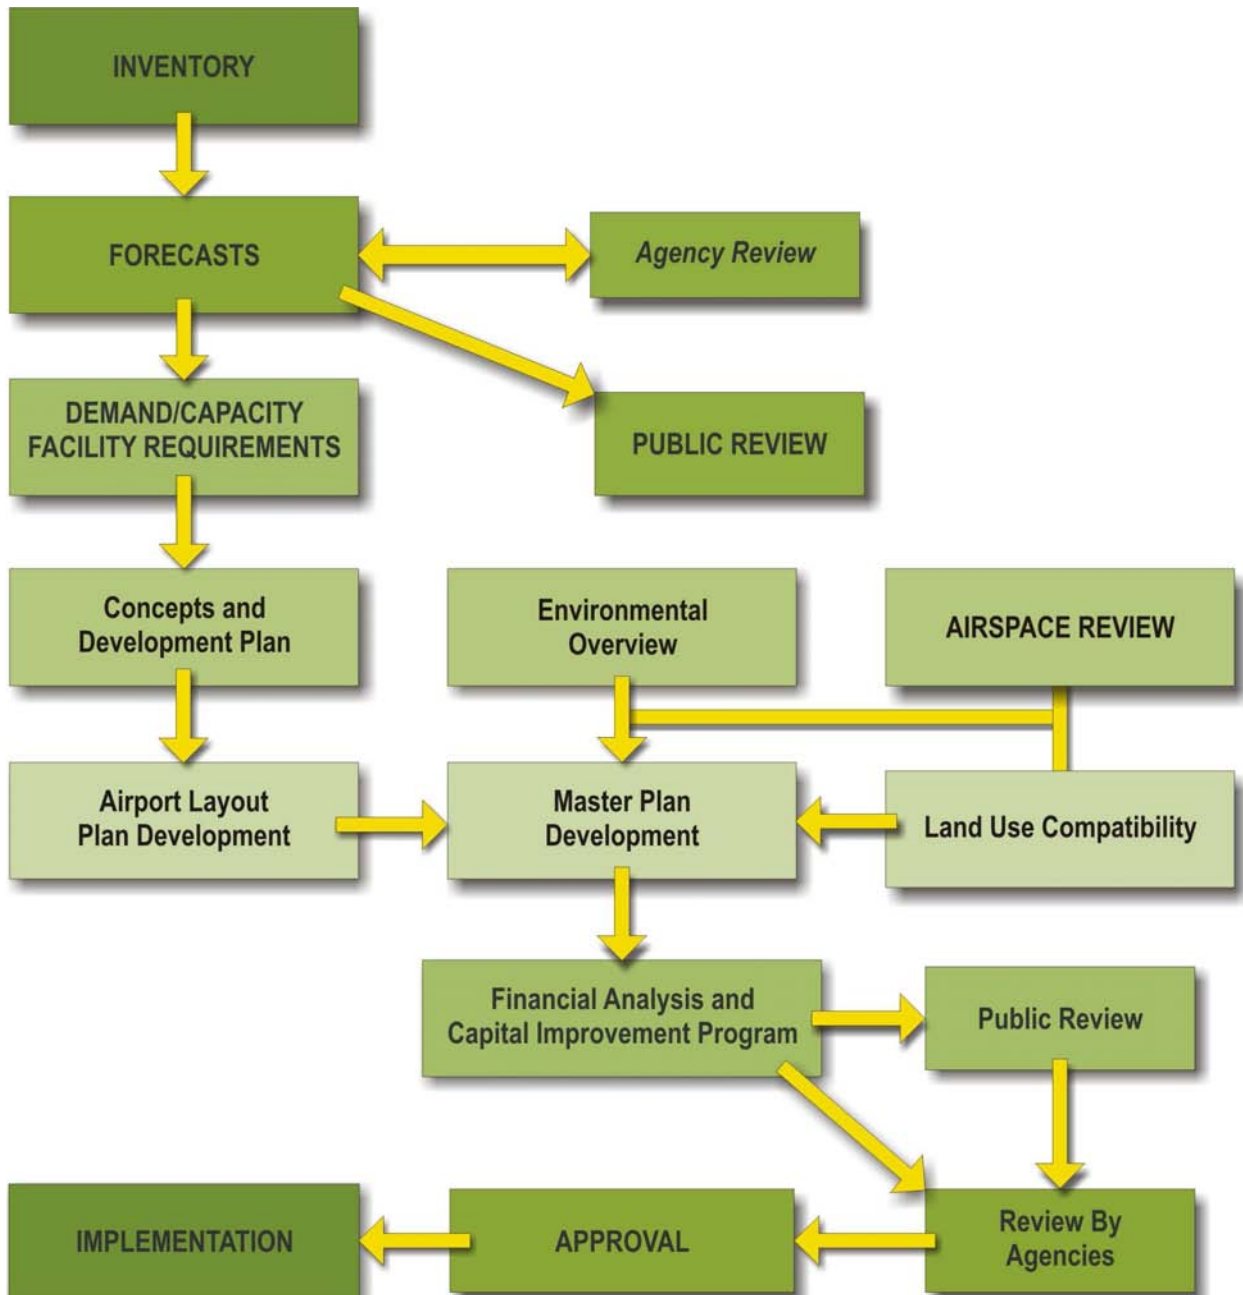 INVENTORY
FORECASTS
Agency Review
DEMAND/CAPACITY
FACILITY REQUIREMENTS
PUBLIC REVIEW
Concepts and
Development Plan
Environmental
Overview
AIRSPACE REVIEW
Airport Layout
Plan Development
Master Plan
Development
Land Use Compatibility
Financial Analysis and
Capital Improvement Program
Public Review
IMPLEMENTATION
APPROVAL
Review By
Agencies